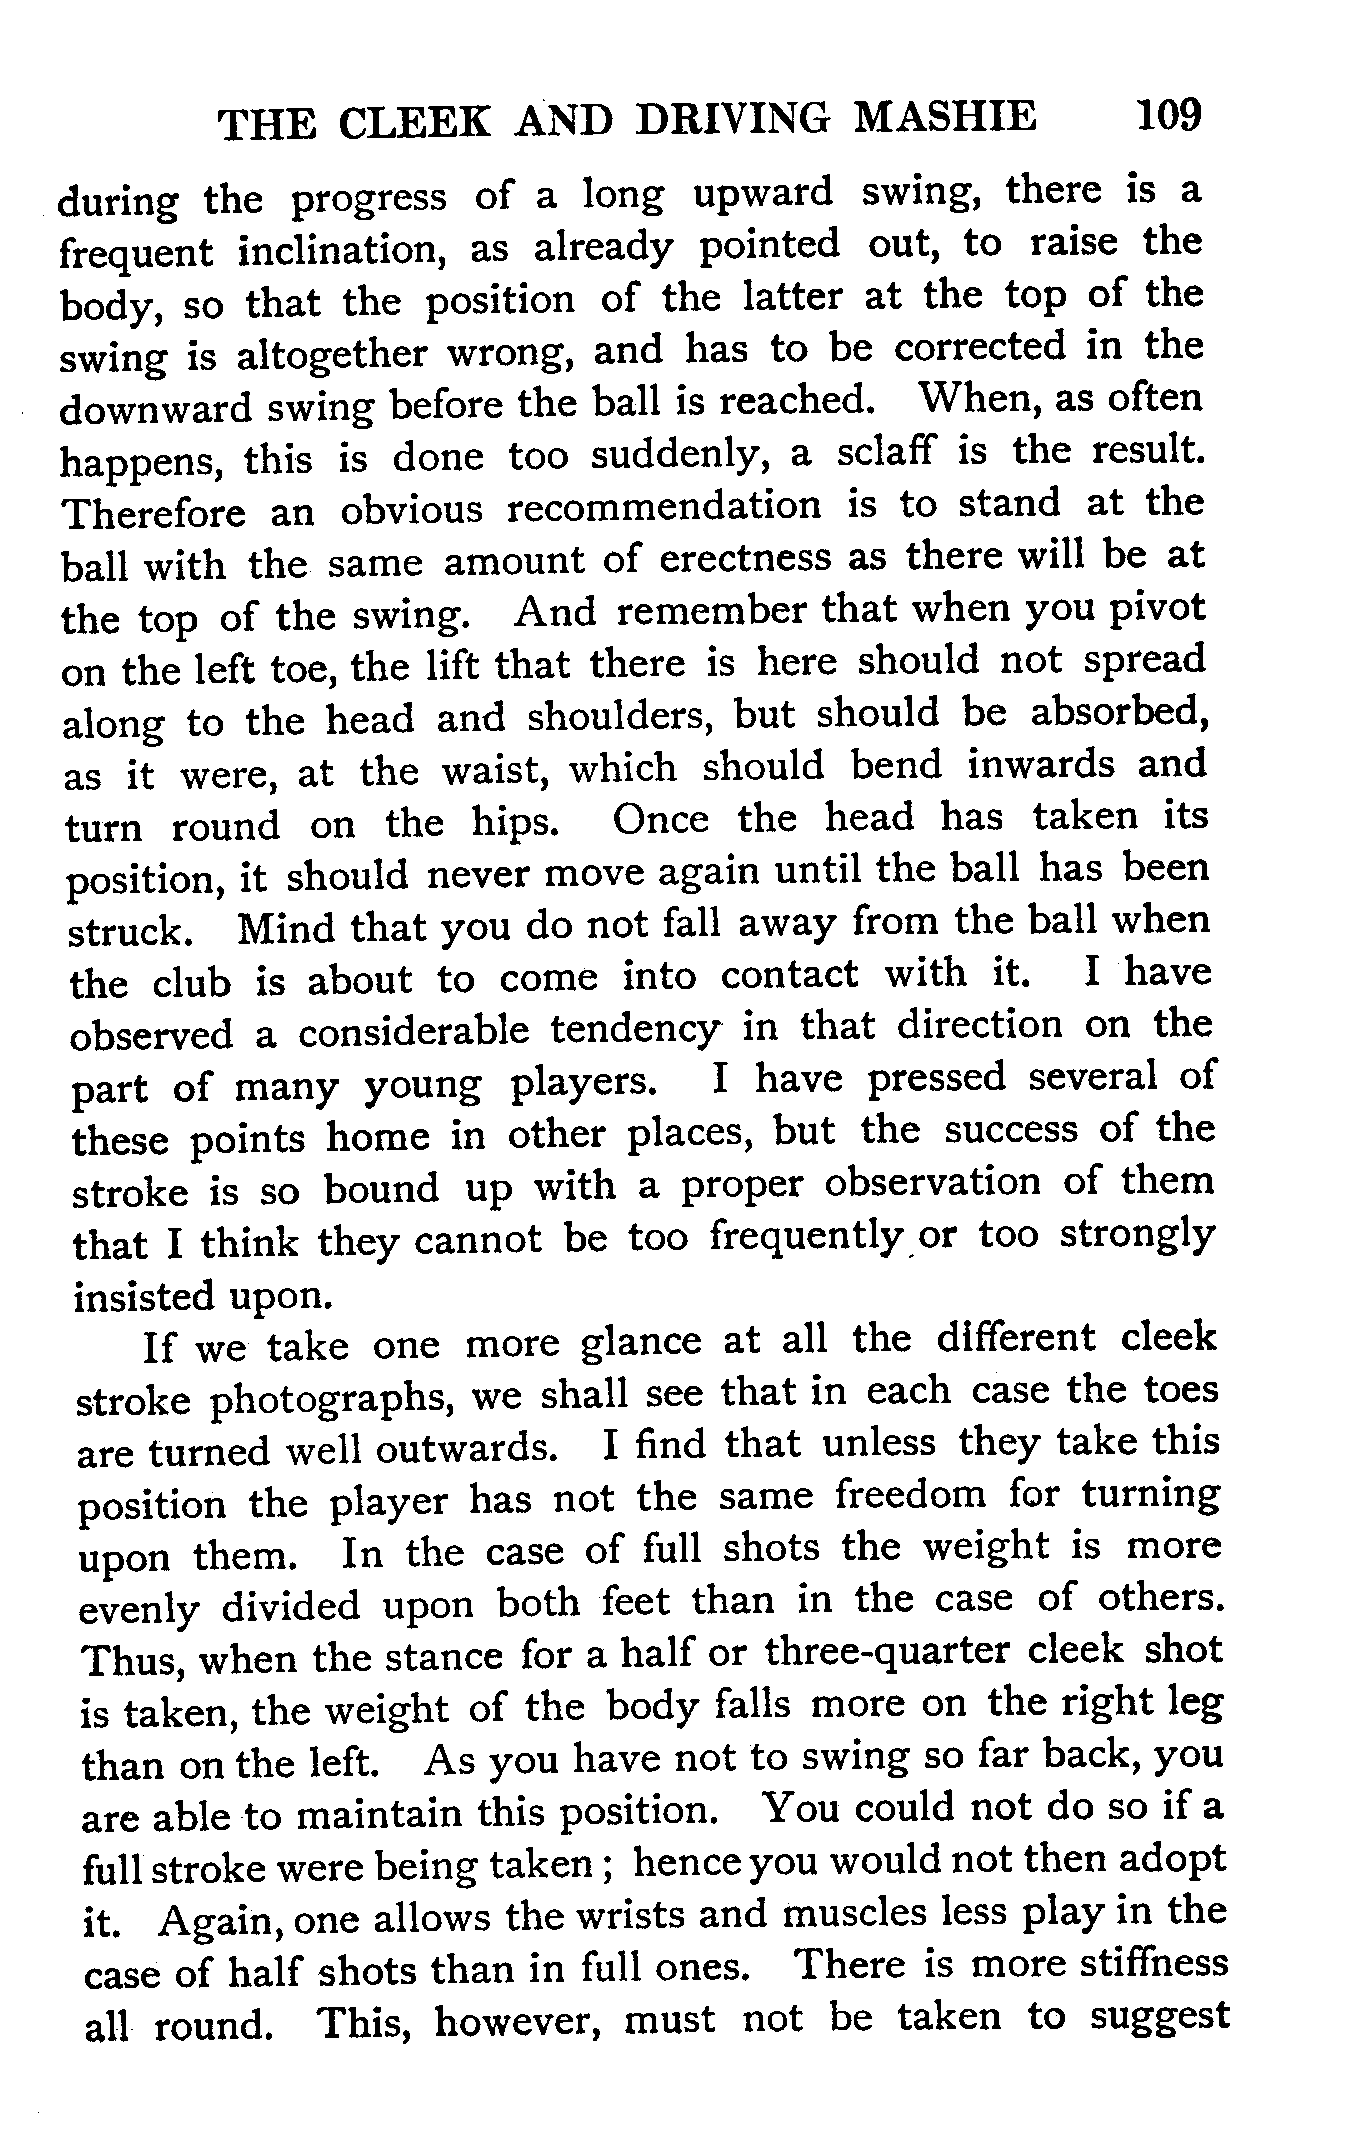 THE CLEEK AND DRIVING MASHIE 109
during the progress of a long upward swing, there is a
frequent inclination, as already pointed out, to raise the
body, so that the position of the latter at the top of the
swing is altogether wrong, and has to be corrected in the
downward swing before the ball is reached. When, as often
happens, this is done too suddenly, a sclaff is the result.
Therefore an obvious recommendation is to stand at the
ball with the same amount of erectness as there will be at
the top of the swing. And remember that when you pivot
on the left toe, the lift that there is here should not spread
along to the head and shoulders, but should be absorbed,
as it were, at the waist, which should bend inwards and
turn round on the hips. Once the head has taken its
position, it should never move again until the ball has been
struck. Mind that you do not fall away from the ball when
the club is about to come into contact with it. I have
observed a considerable tendency in that direction on the
part of many young players. I have pressed several of
these points home in other places, but the success of the
stroke is so bound up with a proper observation of them
that I think they cannot be too frequently or too strongly
insisted upon.
If we take one more glance at all the different cleek
stroke photographs, we shall see that in each case the toes
are turned well outwards. I find that unless they take this
position the player has not the same freedom for turning
upon them. In the case of full shots the weight is more
evenly divided upon both feet than in the case of others.
Thus, when the stance for a half or three-quarter cleek shot
is taken, the weight of the body falls more on the right leg
than on the left. As you have not to swing so far back, you
are able to maintain this position. You could not do so if a
full stroke were being taken ; hence you would not then adopt
it. Again, one allows the wrists and muscles less play in the
case of half shots than in full ones. There is more stiffness
all round. This, however, must not be taken to suggest